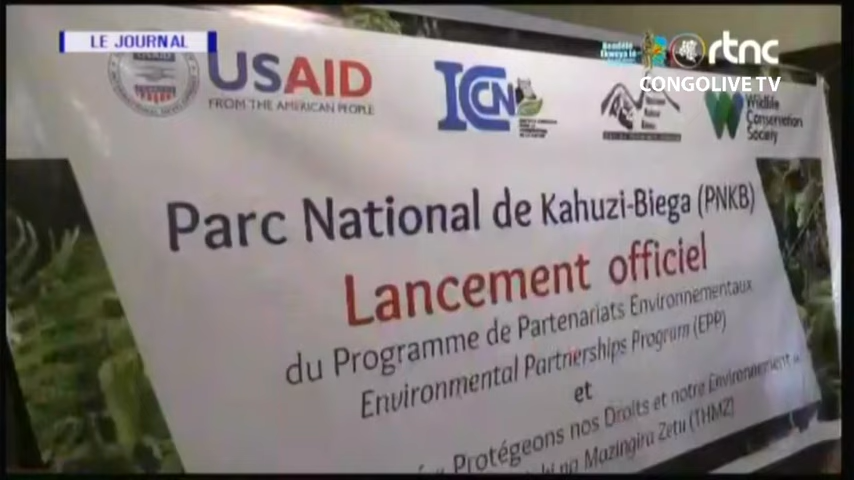 LE JOURNAL
rtnc
CONGOLIVE TV
USAID
FROM THE AMERICAN PEOPLE
ICCN
Wildlife
Conservation
Society
Parc National de Kahuzi-Biega (PNKB)
Lancement officiel
du Programme de Partenariats Environnementaux
Environmental Partnerships Program (EPP)
et
« Protégeons nos Droits et notre Environnement »
na Mazingira Zetu (THMZ)